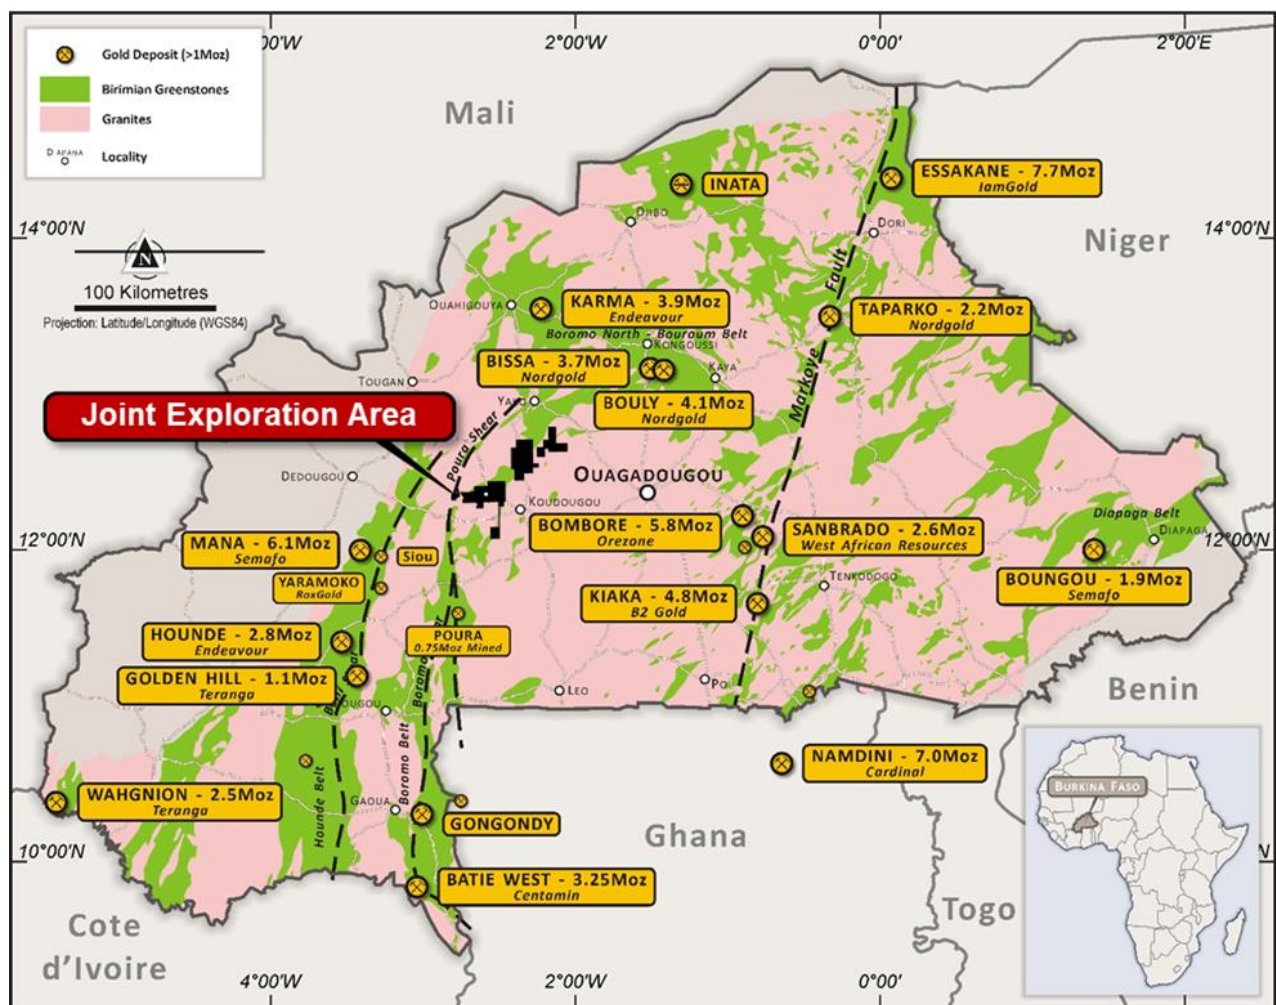 Gold Deposit (>1Moz)
Birimian Greenstones
Granites
DIAPAGA
Locality
2°00'W
0°00'
2°00'E
Mali
ESSAKANE - 7.7Moz
IamGold
INATA
DJIBO
DORI
14°00'N
14°00'N
Niger
N
100 Kilometres
Projection: Latitude/Longitude (WGS84)
Fault
OUAHIGOUYA
KARMA - 3.9Moz
Endeavour
TAPARKO - 2.2Moz
Nordgold
Boromo North - Bouroum Belt
KONGOUSSI
BISSA - 3.7Moz
Nordgold
KAYA
Markoye
TOUGAN
YAKO
BOULY - 4.1Moz
Nordgold
Joint Exploration Area
Poura Shear
DEDOUGOU
OUAGADOUGOU
KOUDOUGOU
Diapaga Belt
DIAPAGA
BOMBORE - 5.8Moz
Orezone
SANBRADO - 2.6Moz
West African Resources
12°00'N
12°00'N
MANA - 6.1Moz
Semafo
Siou
BOUNGOU - 1.9Moz
Semafo
YARAMOKO
RoxGold
TENKODOGO
KIAKA - 4.8Moz
B2 Gold
HOUNDE - 2.8Moz
Endeavour
POURA
0.75Moz Mined
GOLDEN HILL - 1.1Moz
Teranga
LEO
PO
Benin
Boromo Belt
Hounde Belt
NAMDINI - 7.0Moz
Cardinal
WAHGNION - 2.5Moz
Teranga
GAOUA
GONGONDY
BURKINA FASO
Ghana
10°00'N
BATIE WEST - 3.25Moz
Centamin
Togo
Cote
d'Ivoire
4°00'W
2°00'W
0°00'